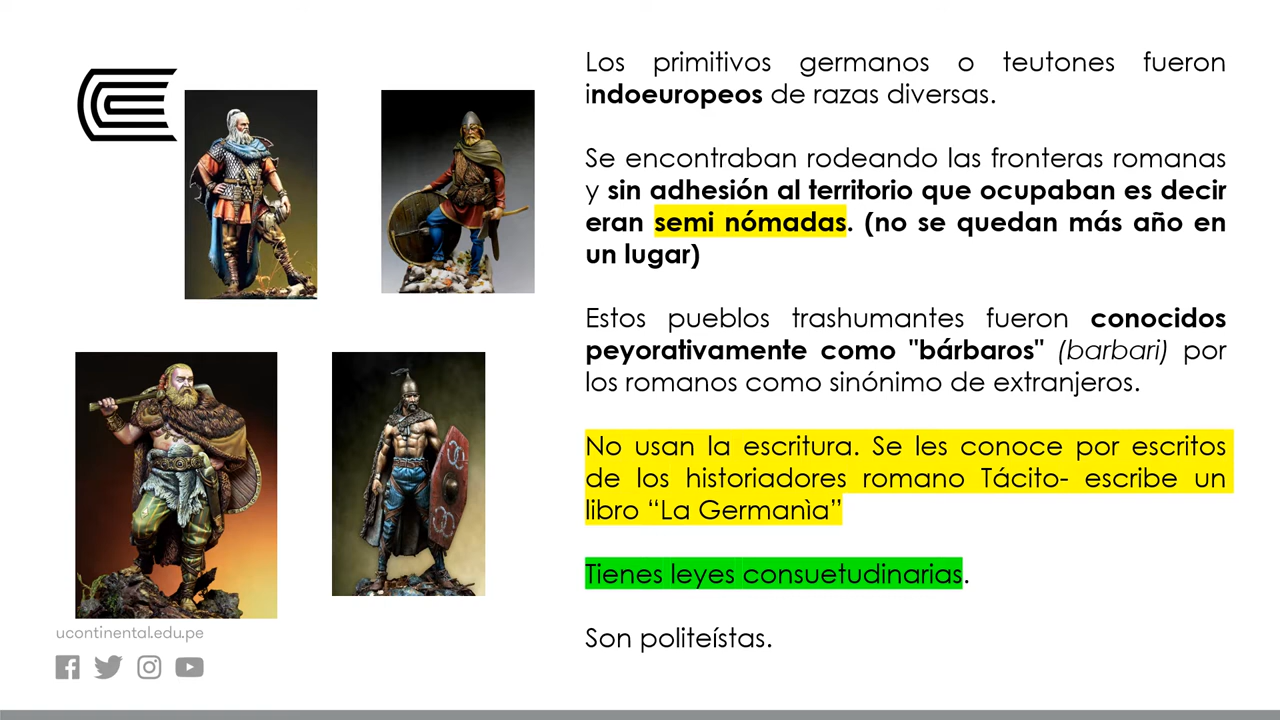 Los primitivos germanos o teutones fueron
indoeuropeos de razas diversas.
Se encontraban rodeando las fronteras romanas
y sin adhesión al territorio que ocupaban es decir
eran semi nómadas. (no se quedan más año en
un lugar)
Estos pueblos trashumantes fueron conocidos
peyorativamente como "bárbaros" (barbari) por
los romanos como sinónimo de extranjeros.
No usan la escritura. Se les conoce por escritos
de los historiadores romano Tácito- escribe un
libro “La Germanìa”
Tienes leyes consuetudinarias.
Son politeístas.
ucontinental.edu.pe